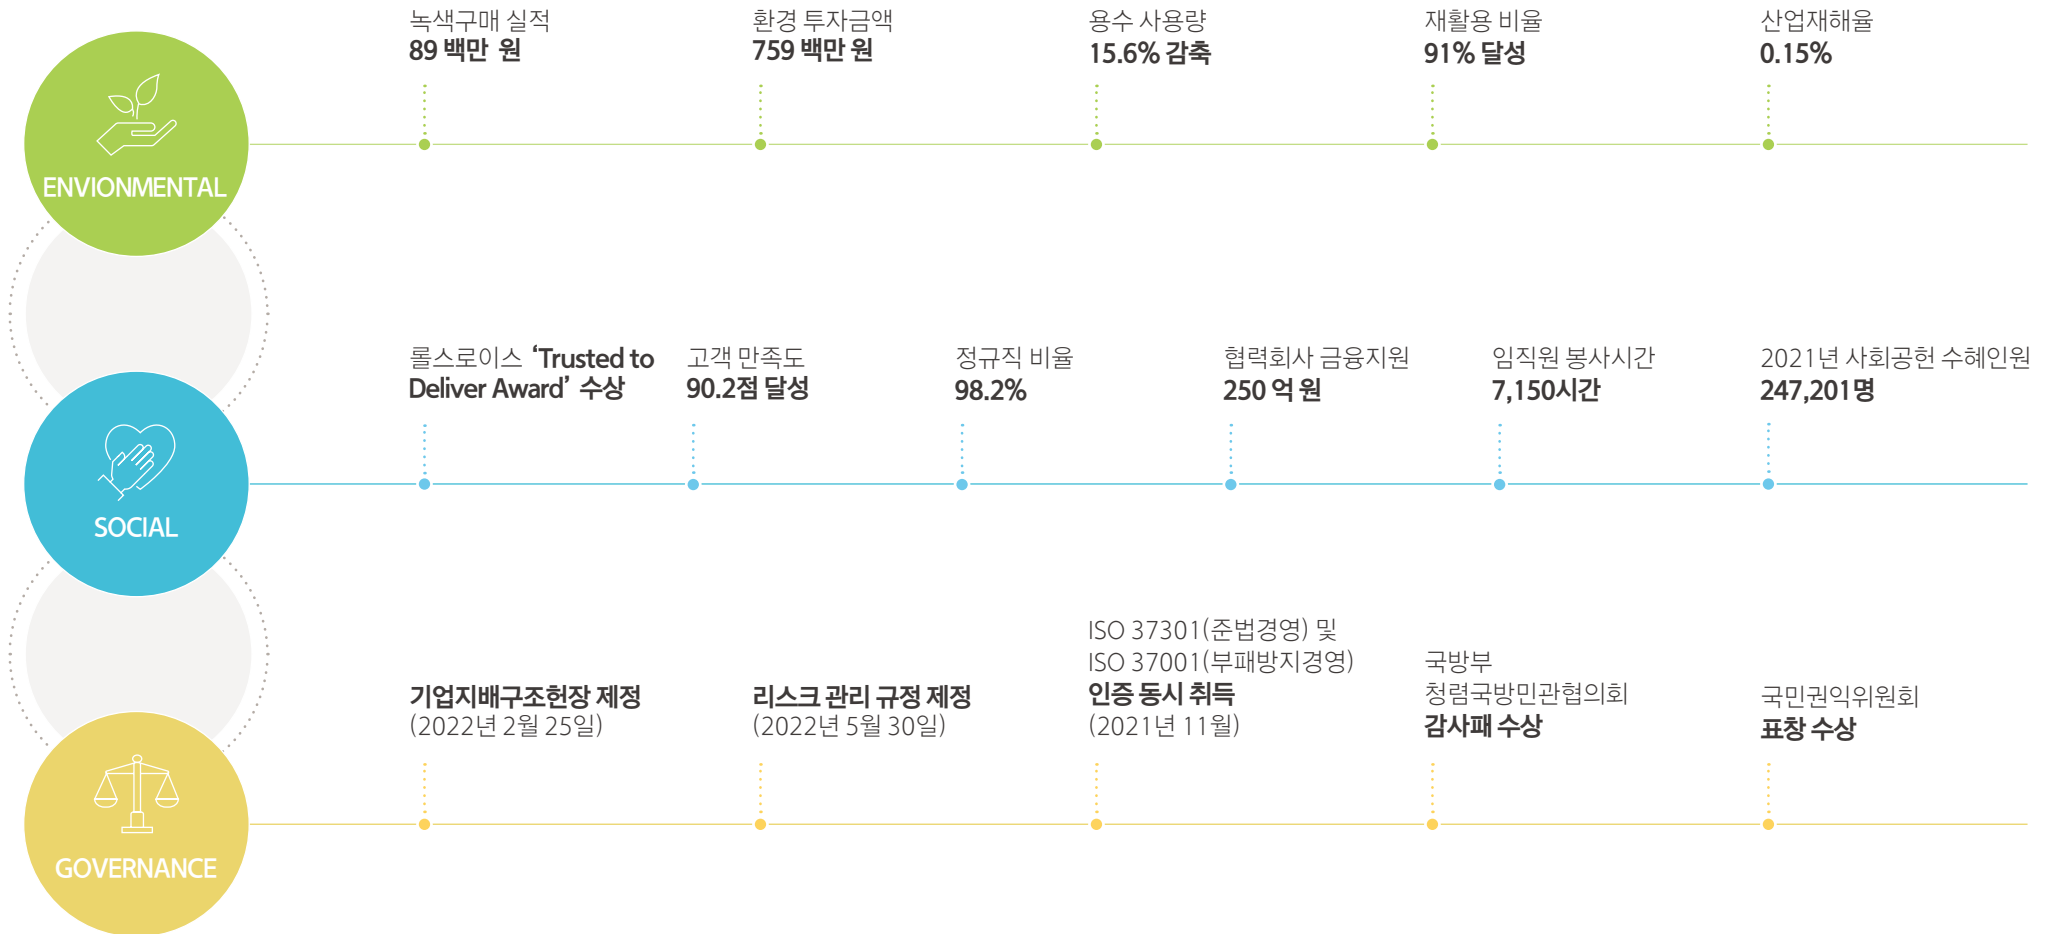 녹색구매 실적
89 백만 원
환경 투자금액
759 백만 원
용수 사용량
15.6% 감축
재활용 비율
91% 달성
산업재해율
0.15%
ENVIONMENTAL
롤스로이스 ‘Trusted to
Deliver Award’ 수상
고객 만족도
90.2점 달성
정규직 비율
98.2%
협력회사 금융지원
250 억 원
임직원 봉사시간
7,150시간
2021년 사회공헌 수혜인원
247,201명
SOCIAL
기업지배구조헌장 제정
(2022년 2월 25일)
리스크 관리 규정 제정
(2022년 5월 30일)
ISO 37301(준법경영) 및
ISO 37001(부패방지경영)
인증 동시 취득
(2021년 11월)
국방부
청렴국방민관협의회
감사패 수상
국민권익위원회
표창 수상
GOVERNANCE